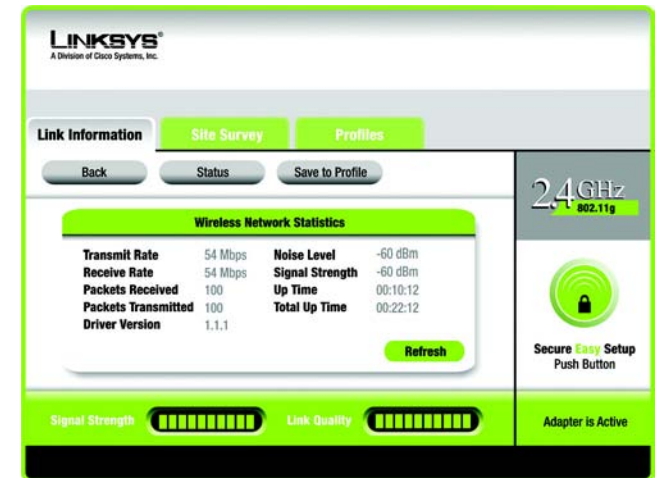 LINKSYS®
A Division of Cisco Systems, Inc.
Link Information Site Survey Profiles
Back Status Save to Profile
2.4GHz
802.11g
Wireless Network Statistics
Transmit Rate 54 Mbps Noise Level -60 dBm
Receive Rate 54 Mbps Signal Strength -60 dBm
Packets Received 100 Up Time 00:10:12
Packets Transmitted 100 Total Up Time 00:22:12
Driver Version 1.1.1
Refresh
Secure Easy Setup
Push Button
Signal Strength Link Quality Adapter is Active